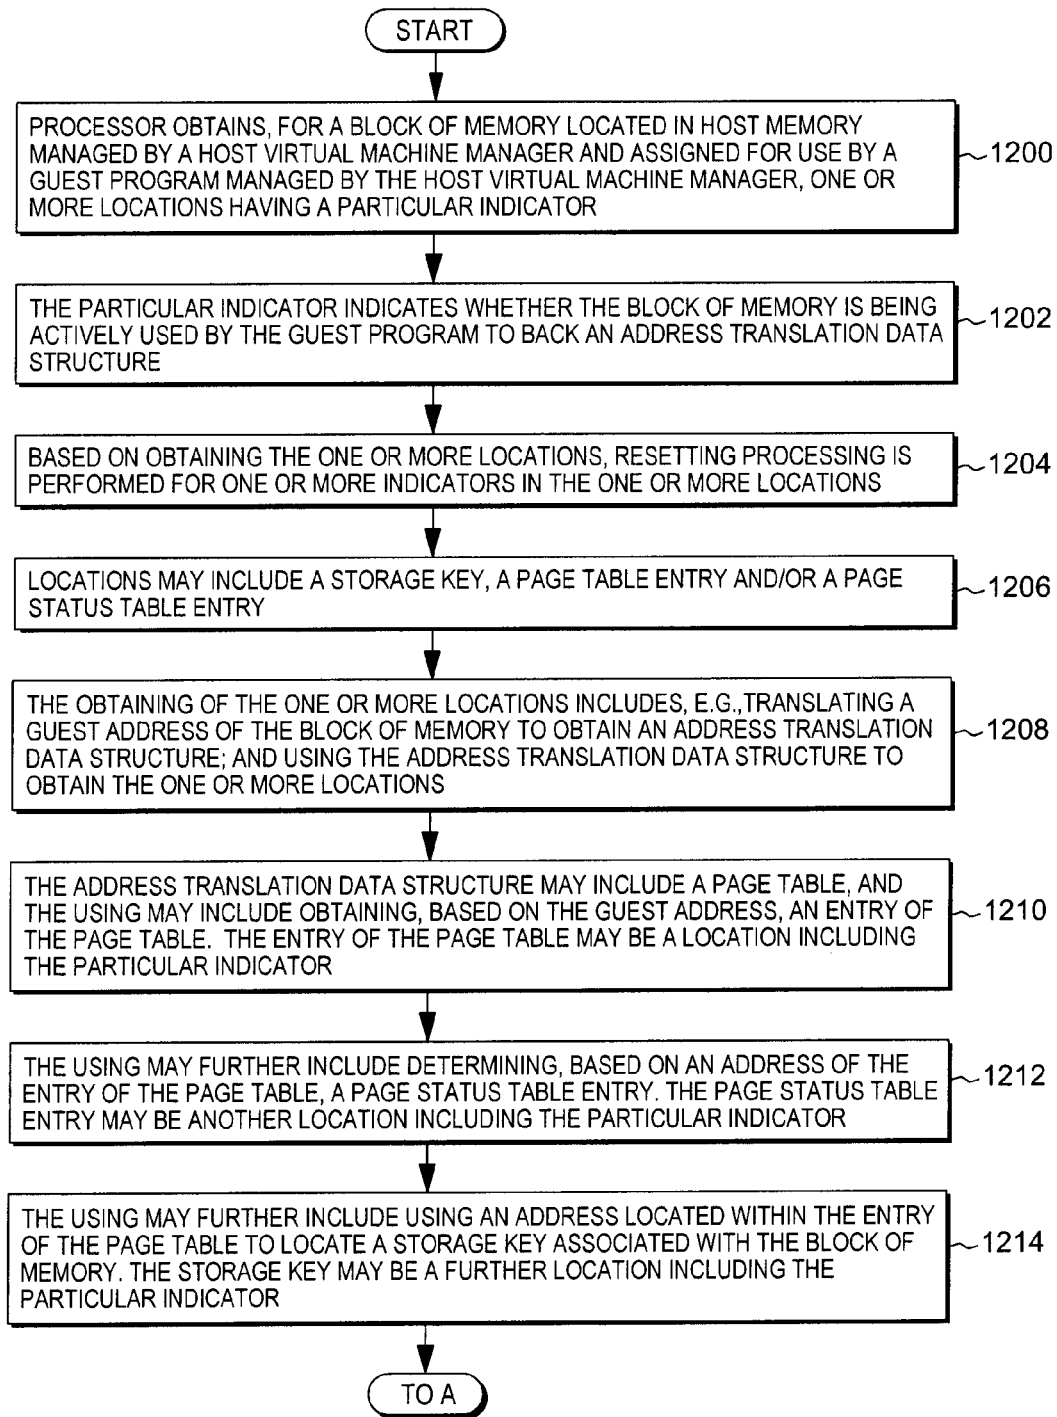 START
PROCESSOR OBTAINS, FOR A BLOCK OF MEMORY LOCATED IN HOST MEMORY
MANAGED BY A HOST VIRTUAL MACHINE MANAGER AND ASSIGNED FOR USE BY A
GUEST PROGRAM MANAGED BY THE HOST VIRTUAL MACHINE MANAGER, ONE OR
MORE LOCATIONS HAVING A PARTICULAR INDICATOR
1200
THE PARTICULAR INDICATOR INDICATES WHETHER THE BLOCK OF MEMORY IS BEING
ACTIVELY USED BY THE GUEST PROGRAM TO BACK AN ADDRESS TRANSLATION DATA
STRUCTURE
1202
BASED ON OBTAINING THE ONE OR MORE LOCATIONS, RESETTING PROCESSING IS
PERFORMED FOR ONE OR MORE INDICATORS IN THE ONE OR MORE LOCATIONS
1204
LOCATIONS MAY INCLUDE A STORAGE KEY, A PAGE TABLE ENTRY AND/OR A PAGE
STATUS TABLE ENTRY
1206
THE OBTAINING OF THE ONE OR MORE LOCATIONS INCLUDES, E.G.,TRANSLATING A
GUEST ADDRESS OF THE BLOCK OF MEMORY TO OBTAIN AN ADDRESS TRANSLATION
DATA STRUCTURE; AND USING THE ADDRESS TRANSLATION DATA STRUCTURE TO
OBTAIN THE ONE OR MORE LOCATIONS
1208
THE ADDRESS TRANSLATION DATA STRUCTURE MAY INCLUDE A PAGE TABLE, AND
THE USING MAY INCLUDE OBTAINING, BASED ON THE GUEST ADDRESS, AN ENTRY OF
THE PAGE TABLE. THE ENTRY OF THE PAGE TABLE MAY BE A LOCATION INCLUDING
THE PARTICULAR INDICATOR
1210
THE USING MAY FURTHER INCLUDE DETERMINING, BASED ON AN ADDRESS OF THE
ENTRY OF THE PAGE TABLE, A PAGE STATUS TABLE ENTRY. THE PAGE STATUS TABLE
ENTRY MAY BE ANOTHER LOCATION INCLUDING THE PARTICULAR INDICATOR
1212
THE USING MAY FURTHER INCLUDE USING AN ADDRESS LOCATED WITHIN THE ENTRY
OF THE PAGE TABLE TO LOCATE A STORAGE KEY ASSOCIATED WITH THE BLOCK OF
MEMORY. THE STORAGE KEY MAY BE A FURTHER LOCATION INCLUDING THE
PARTICULAR INDICATOR
1214
TO A